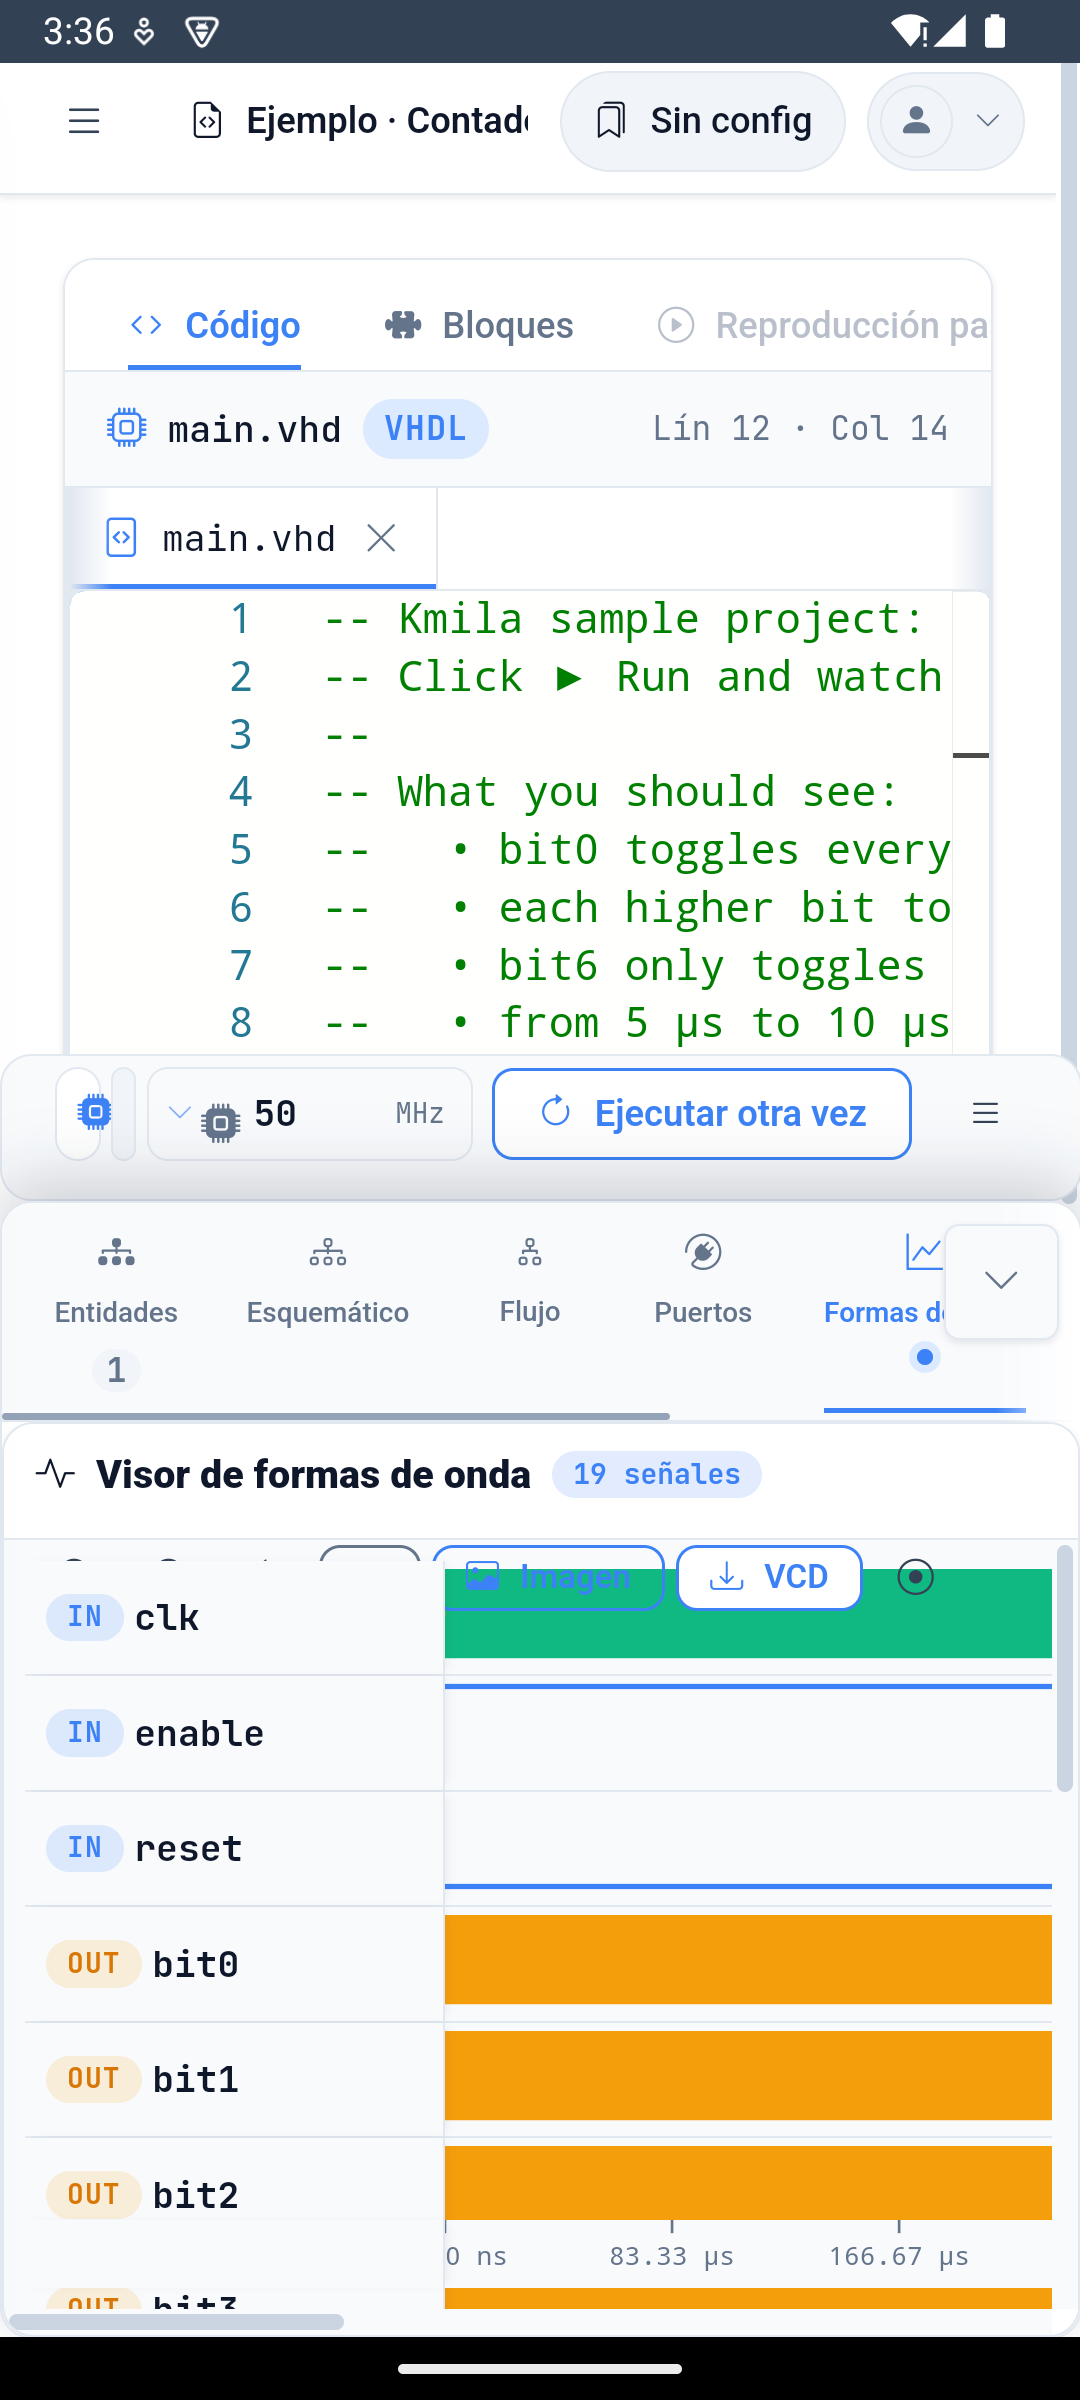 3:36
Ejemplo · Contad
Sin config
Código
Bloques
Reproducción pa
main.vhd
VHDL
Lín 12 · Col 14
main.vhd
1 -- Kmila sample project:
2 -- Click ► Run and watch
3 --
4 -- What you should see:
5 -- • bit0 toggles every
6 -- • each higher bit to
7 -- • bit6 only toggles
8 -- • from 5 µs to 10 µs
50 MHz
Ejecutar otra vez
Entidades
Esquemático
Flujo
Puertos
Formas d
1
Visor de formas de onda
19 señales
Imagen
VCD
IN clk
IN enable
IN reset
OUT bit0
OUT bit1
OUT bit2
0 ns
83.33 µs
166.67 µs
OUT bit3